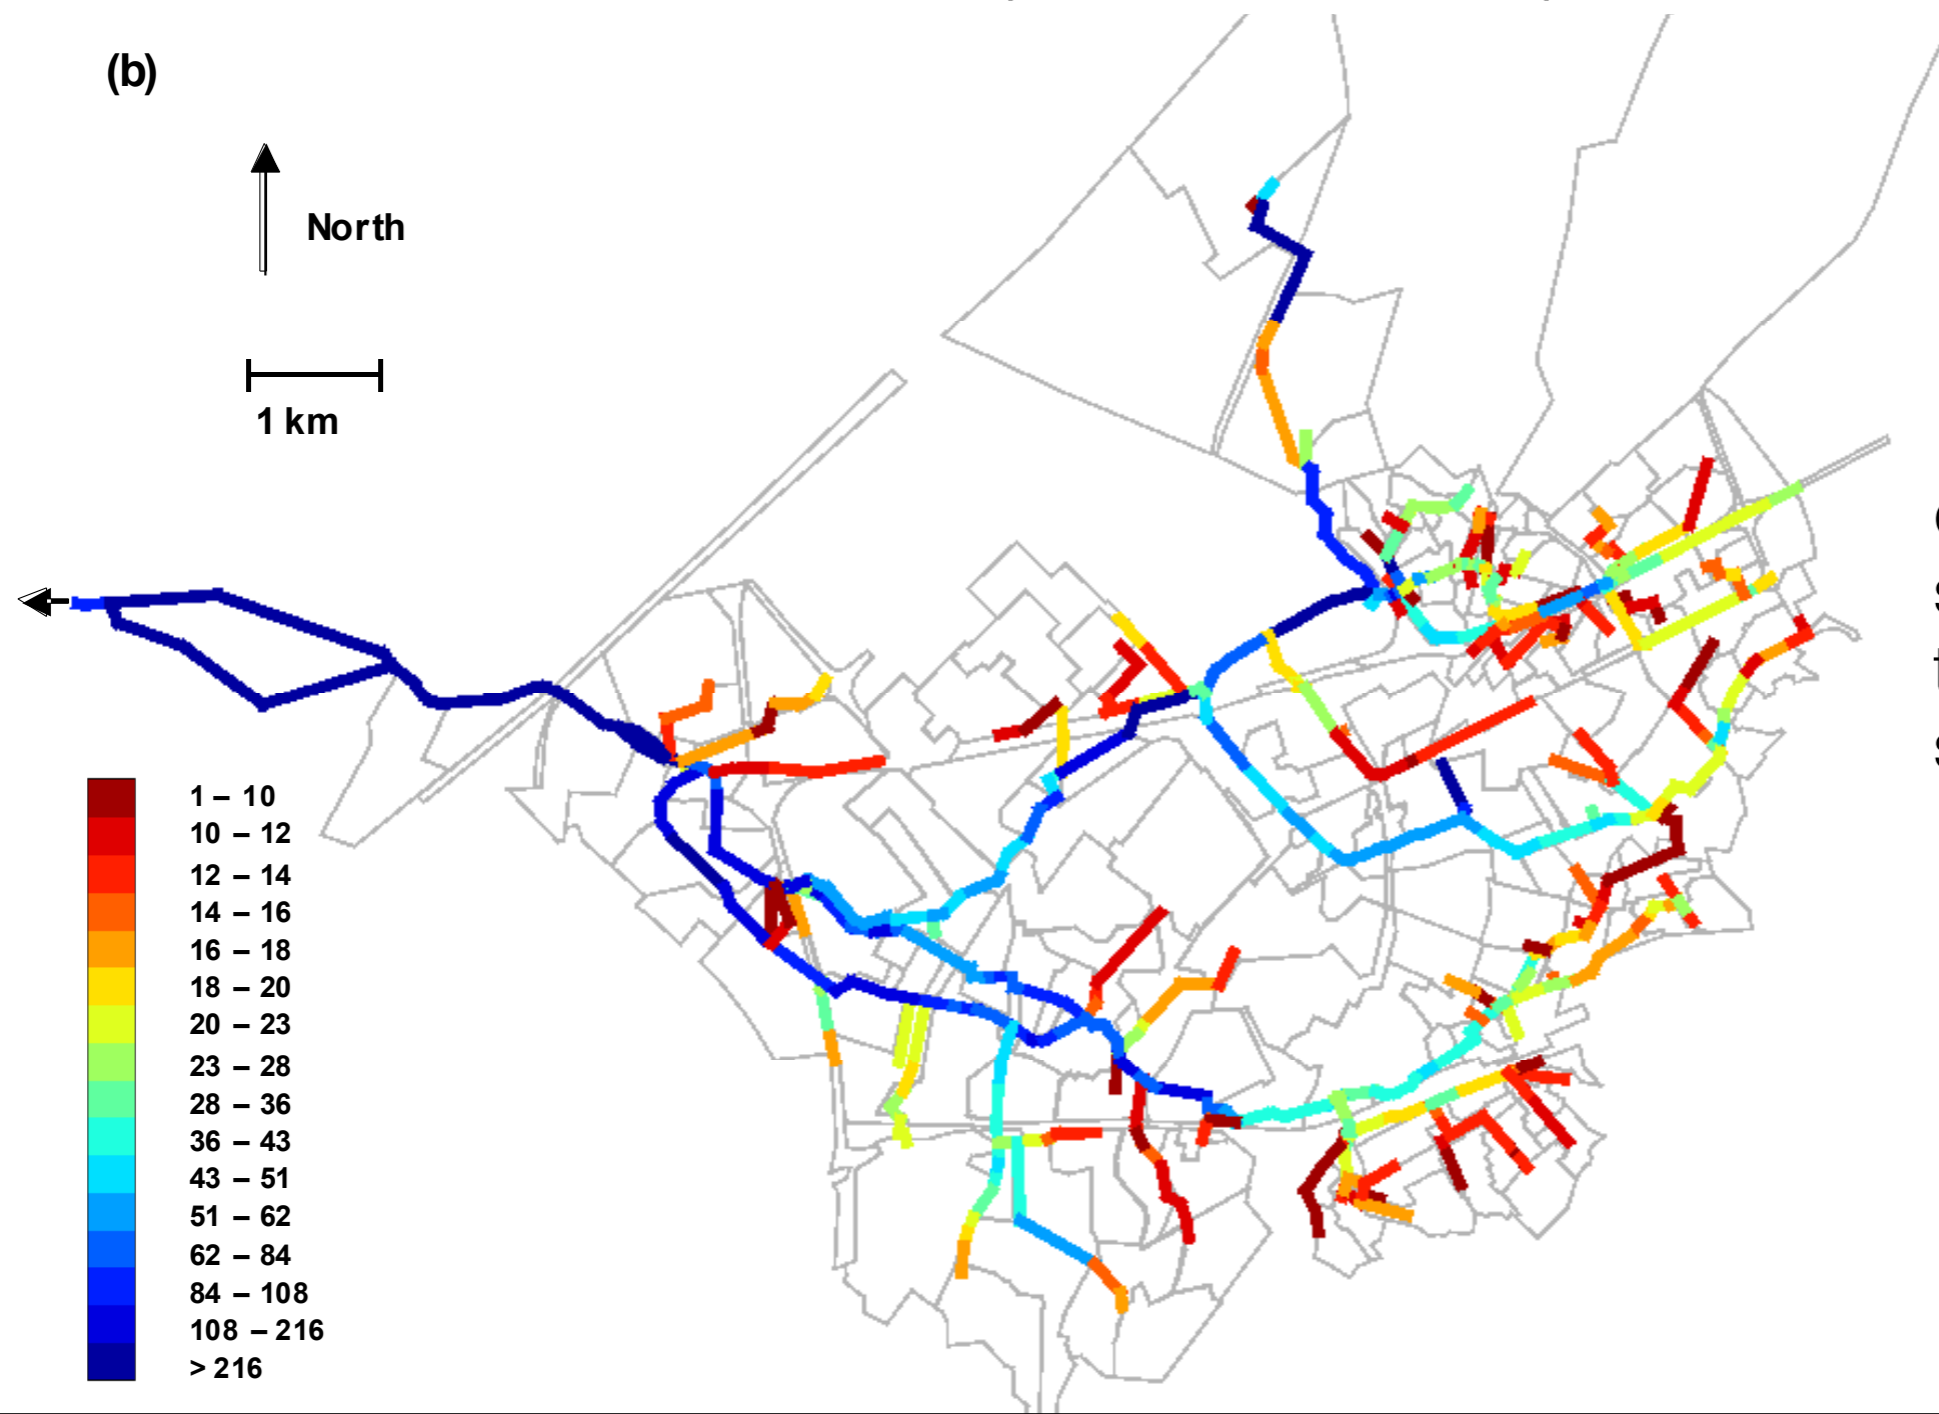 (b)
North
1 km
1 – 10
10 – 12
12 – 14
14 – 16
16 – 18
18 – 20
20 – 23
23 – 28
28 – 36
36 – 43
43 – 51
51 – 62
62 – 84
84 – 108
108 – 216
> 216